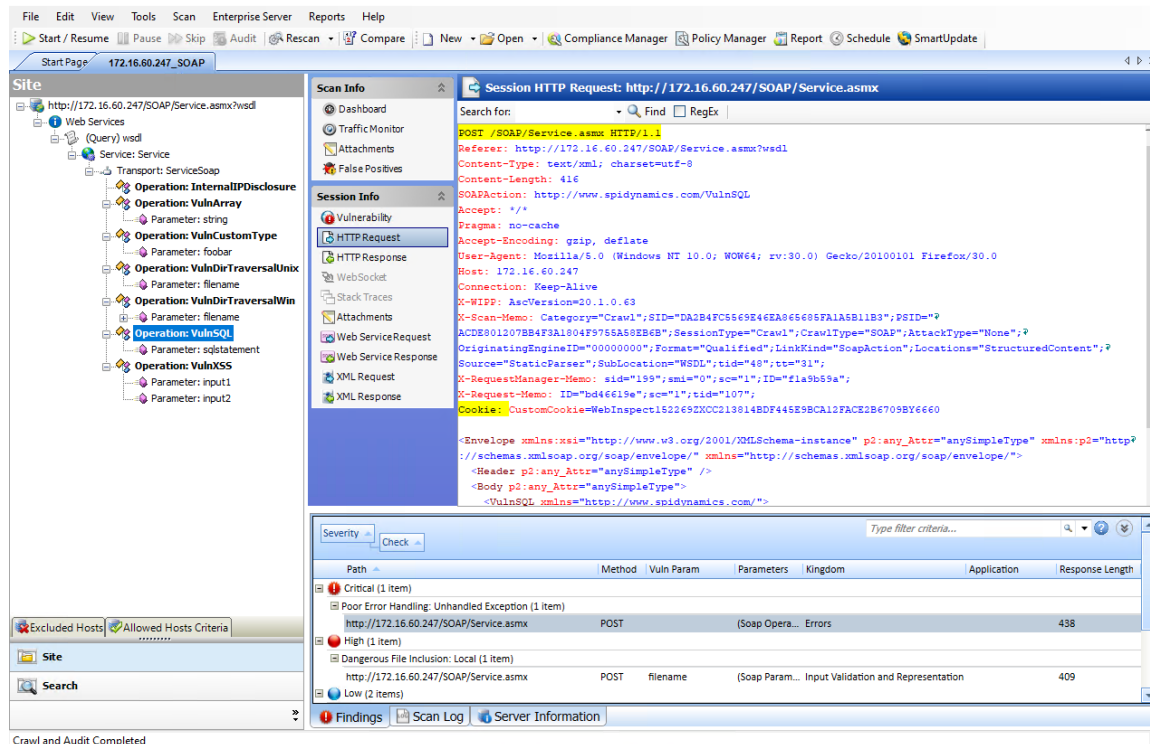 File Edit View Tools Scan Enterprise Server Reports Help
Start / Resume Pause Skip Audit Rescan Compare New Open Compliance Manager Policy Manager Report Schedule SmartUpdate
Start Page 172.16.60.247_SOAP
Site
http://172.16.60.247/SOAP/Service.asmx?wsdl
Web Services
(Query) wsdl
Service: Service
Transport: ServiceSoap
Operation: InternalIPDisclosure
Operation: VulnArray
Parameter: string
Operation: VulnCustomType
Parameter: foobar
Operation: VulnDirTraversalUnix
Parameter: filename
Operation: VulnDirTraversalWin
Parameter: filename
Operation: VulnSQL
Parameter: sqlstatement
Operation: VulnXSS
Parameter: input1
Parameter: input2
Excluded Hosts Allowed Hosts Criteria
Site
Search
Scan Info
Dashboard
Traffic Monitor
Attachments
False Positives
Session Info
Vulnerability
HTTP Request
HTTP Response
WebSocket
Stack Traces
Attachments
Web Service Request
Web Service Response
XML Request
XML Response
Session HTTP Request: http://172.16.60.247/SOAP/Service.asmx
Search for: Find RegEx
POST /SOAP/Service.asmx HTTP/1.1
Referer: http://172.16.60.247/SOAP/Service.asmx?wsdl
Content-Type: text/xml; charset=utf-8
Content-Length: 416
SOAPAction: http://www.spidynamics.com/VulnSQL
Accept: */*
Pragma: no-cache
Accept-Encoding: gzip, deflate
User-Agent: Mozilla/5.0 (Windows NT 10.0; WOW64; rv:30.0) Gecko/20100101 Firefox/30.0
Host: 172.16.60.247
Connection: Keep-Alive
X-WIPP: AscVersion=20.1.0.63
X-Scan-Memo: Category="Crawl";SID="DA2B4FC5569E46EA865685FA1A5B11B3";PSID="
ACDE801207BB4F3A1804F9755A58EB6B";SessionType="Crawl";CrawlType="SOAP";AttackType="None";
OriginatingEngineID="00000000";Format="Qualified";LinkKind="SoapAction";Locations="StructuredContent";
Source="StaticParser";SubLocation="WSDL";tid="48";tt="31";
X-RequestManager-Memo: sid="199";smi="0";sc="1";ID="f1a9b59a";
X-Request-Memo: ID="bd46619e";sc="1";tid="107";
Cookie: CustomCookie=WebInspect152269ZXCC213814BDF445E9BCA12FACE2B6709BY6660
<Envelope xmlns:xsi="http://www.w3.org/2001/XMLSchema-instance" p2:any_Attr="anySimpleType" xmlns:p2="http
://schemas.xmlsoap.org/soap/envelope/" xmlns="http://schemas.xmlsoap.org/soap/envelope/">
<Header p2:any_Attr="anySimpleType" />
<Body p2:any_Attr="anySimpleType">
<VulnSQL xmlns="http://www.spidynamics.com/">
Severity
Check
Type filter criteria...
Path Method Vuln Param Parameters Kingdom Application Response Length
Critical (1 item)
Poor Error Handling: Unhandled Exception (1 item)
http://172.16.60.247/SOAP/Service.asmx POST (Soap Opera... Errors 438
High (1 item)
Dangerous File Inclusion: Local (1 item)
http://172.16.60.247/SOAP/Service.asmx POST filename (Soap Param... Input Validation and Representation 409
Low (2 items)
Findings Scan Log Server Information
Crawl and Audit Completed